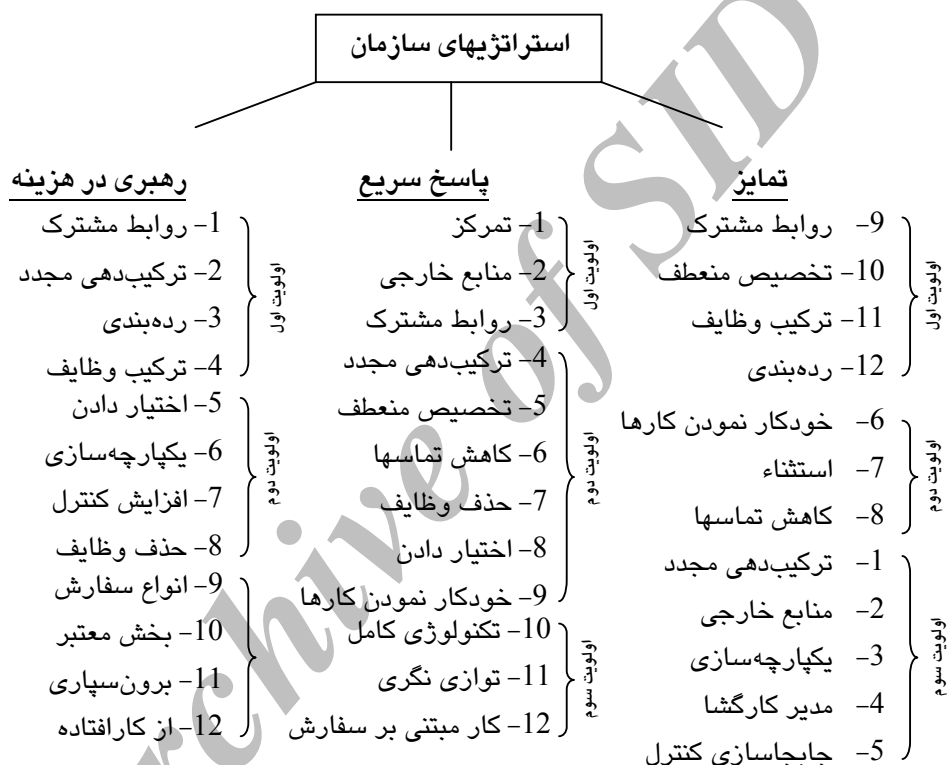 استراتژیهای سازمان
تمایز
9- روابط مشترک
10- تخصیص منعطف
11- ترکیب وظایف
12- رده‌بندی
اولویت اول
6- خودکار نمودن کارها
7- استثناء
8- کاهش تماسها
اولویت دوم
1- ترکیب‌دهی مجدد
2- منابع خارجی
3- یکپارچه‌سازی
4- مدیر کارگشا
5- جابجاسازی کنترل
اولویت سوم
پاسخ سریع
1- تمرکز
2- منابع خارجی
3- روابط مشترک
اولویت اول
4- ترکیب‌دهی مجدد
5- تخصیص منعطف
6- کاهش تماسها
7- حذف وظایف
8- اختیار دادن
9- خودکار نمودن کارها
اولویت دوم
10- تکنولوژی کامل
11- توازی نگری
12- کار مبتنی بر سفارش
اولویت سوم
رهبری در هزینه
1- روابط مشترک
2- ترکیب‌دهی مجدد
3- رده‌بندی
4- ترکیب وظایف
اولویت اول
5- اختیار دادن
6- یکپارچه‌سازی
7- افزایش کنترل
8- حذف وظایف
اولویت دوم
9- انواع سفارش
10- بخش معتبر
11- برون‌سپاری
12- از کارافتاده
Archive of SID